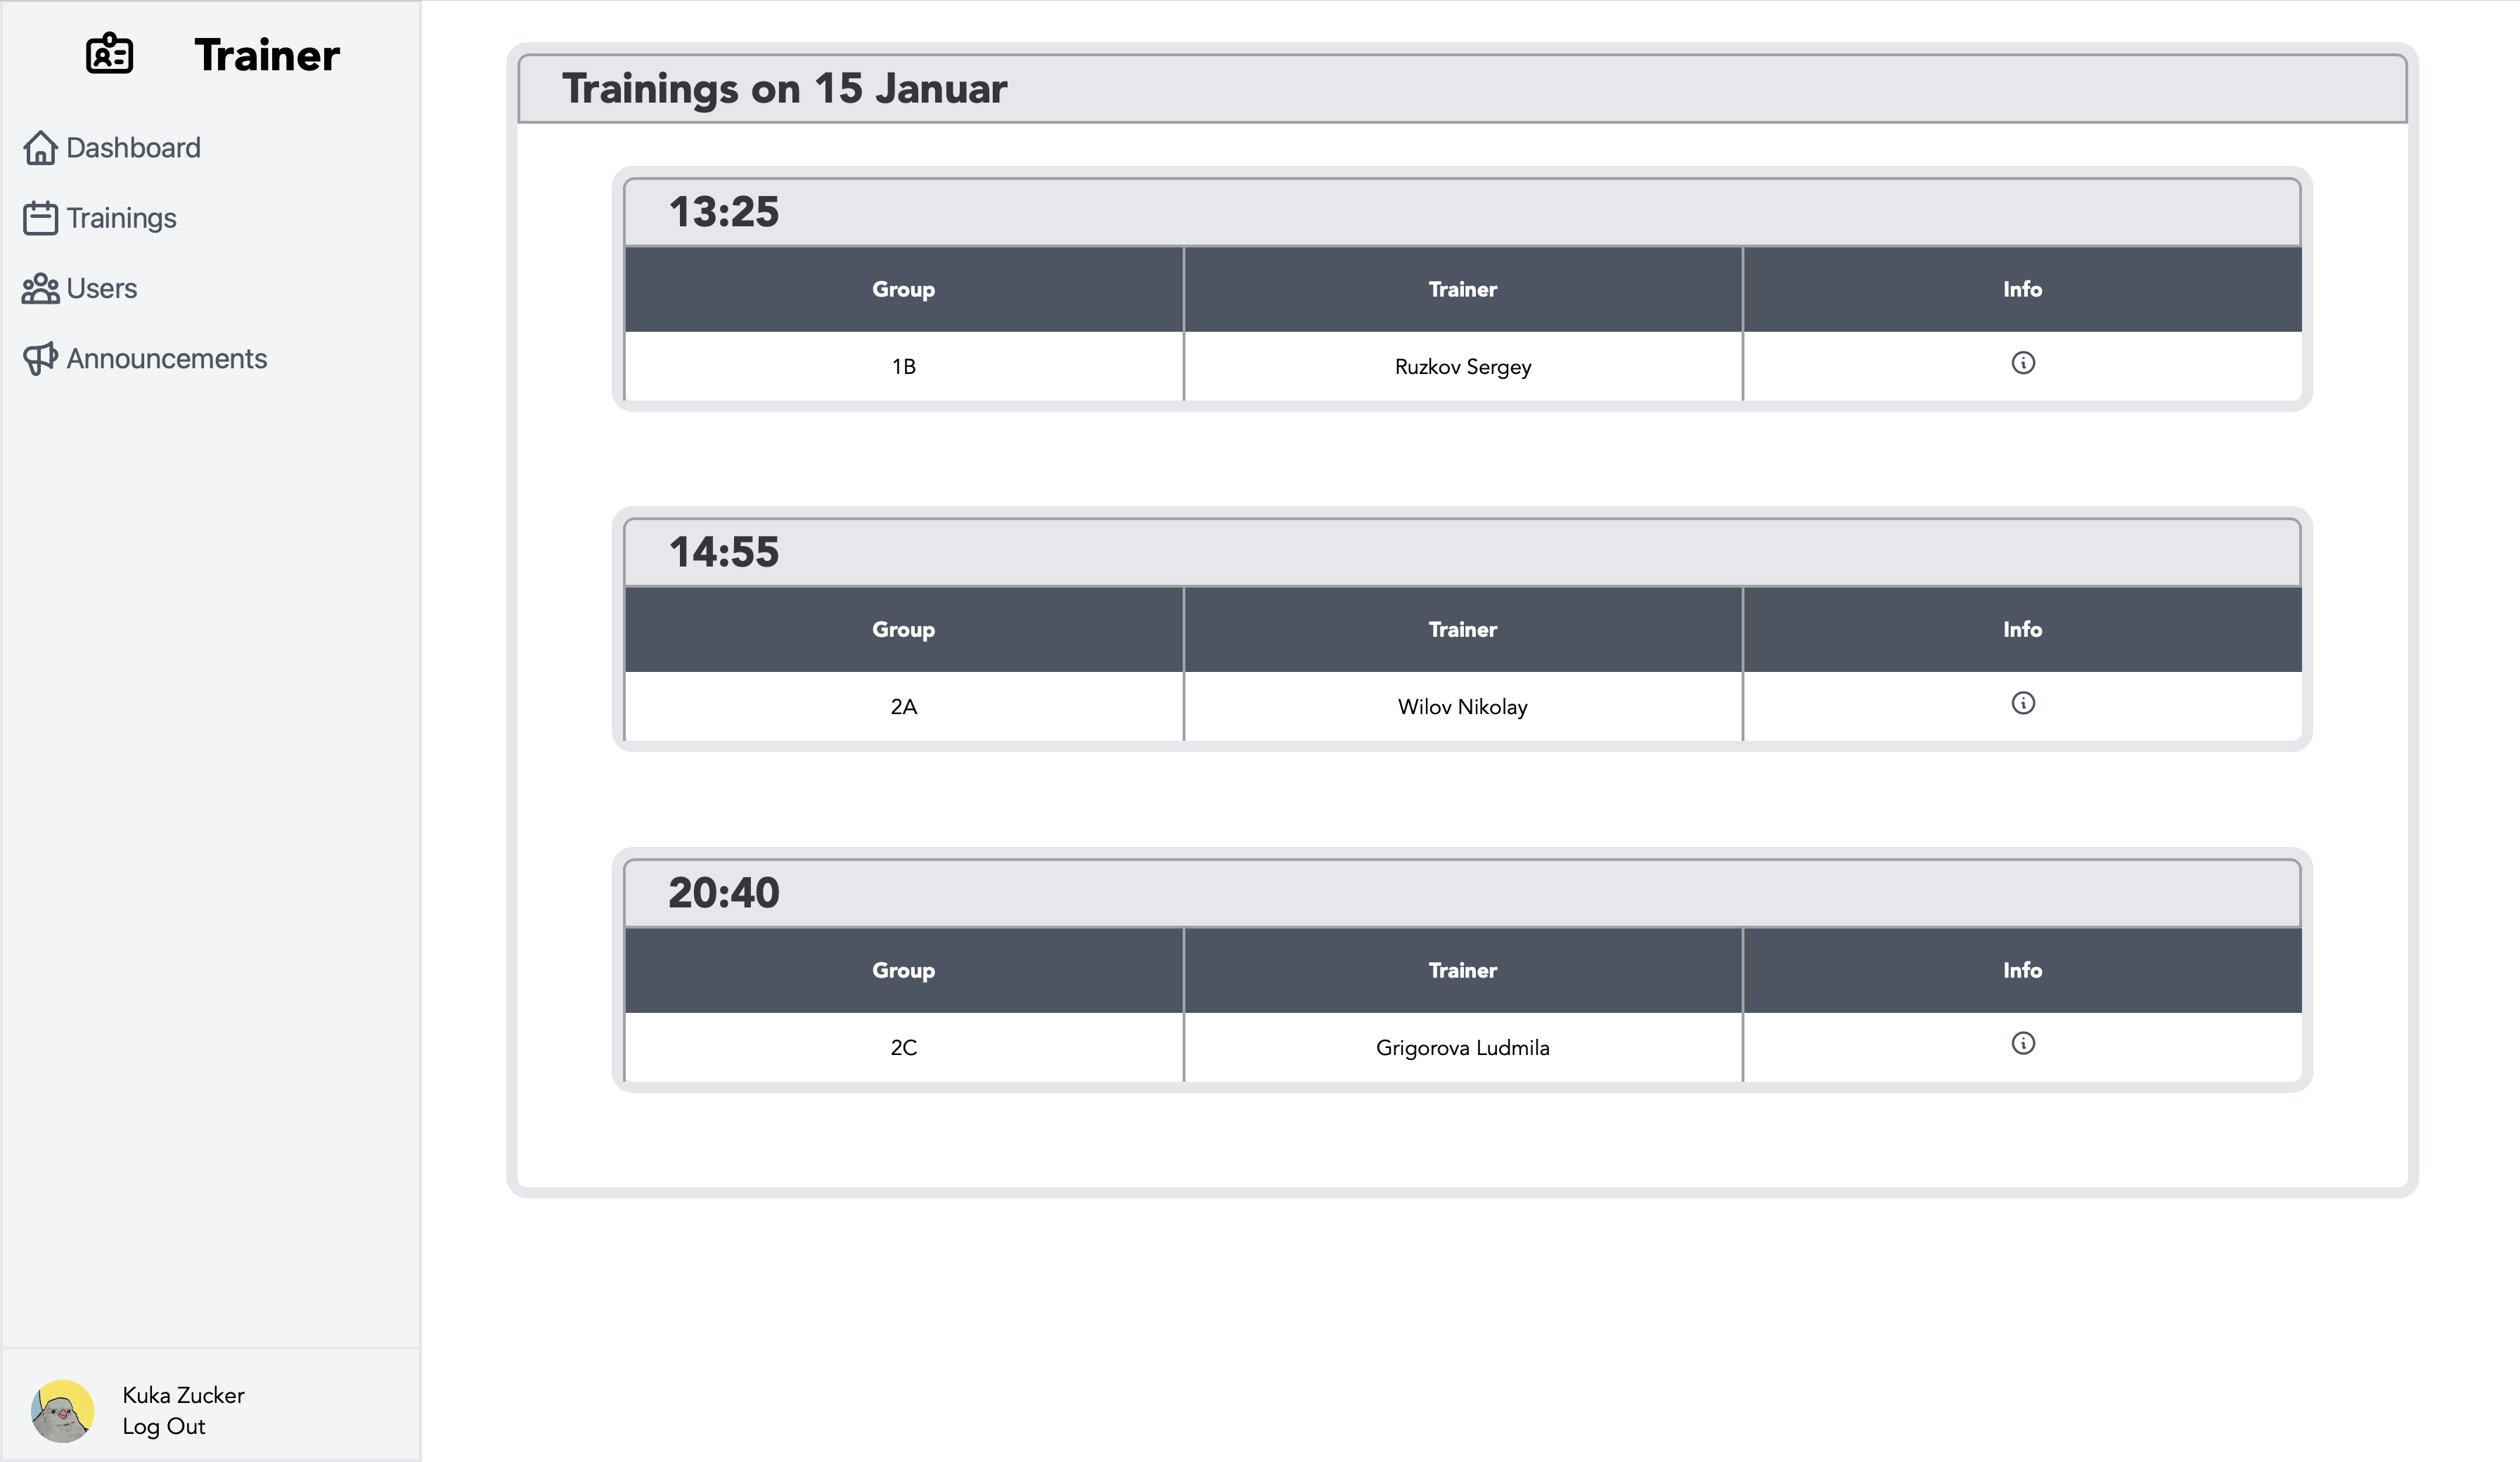 Trainer
Dashboard
Trainings
Users
Announcements
Kuka Zucker
Log Out
Trainings on 15 Januar
13:25
Group Trainer Info
1B Ruzkov Sergey
14:55
Group Trainer Info
2A Wilov Nikolay
20:40
Group Trainer Info
2C Grigorova Ludmila